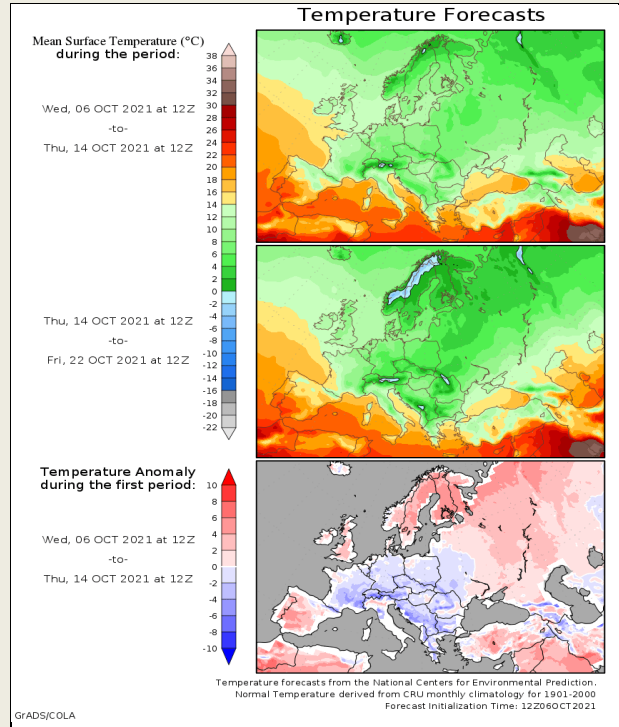 Temperature Forecasts
Mean Surface Temperature (°C)
during the period:
38
36
34
32
30
28
26
24
22
20
18
16
14
12
10
8
6
4
2
0
-2
-4
-6
-8
-10
-12
-14
-16
-18
-20
-22
Wed, 06 OCT 2021 at 12Z
-to-
Thu, 14 OCT 2021 at 12Z
Thu, 14 OCT 2021 at 12Z
-to-
Fri, 22 OCT 2021 at 12Z
Temperature Anomaly
during the first period:
10
8
6
4
2
0
-2
-4
-6
-8
-10
Wed, 06 OCT 2021 at 12Z
-to-
Thu, 14 OCT 2021 at 12Z
Temperature forecasts from the National Centers for Environmental Prediction.
Normal Temperature derived from CRU monthly climatology for 1901-2000
Forecast Initialization Time: 12Z06OCT2021
GrADS/COLA